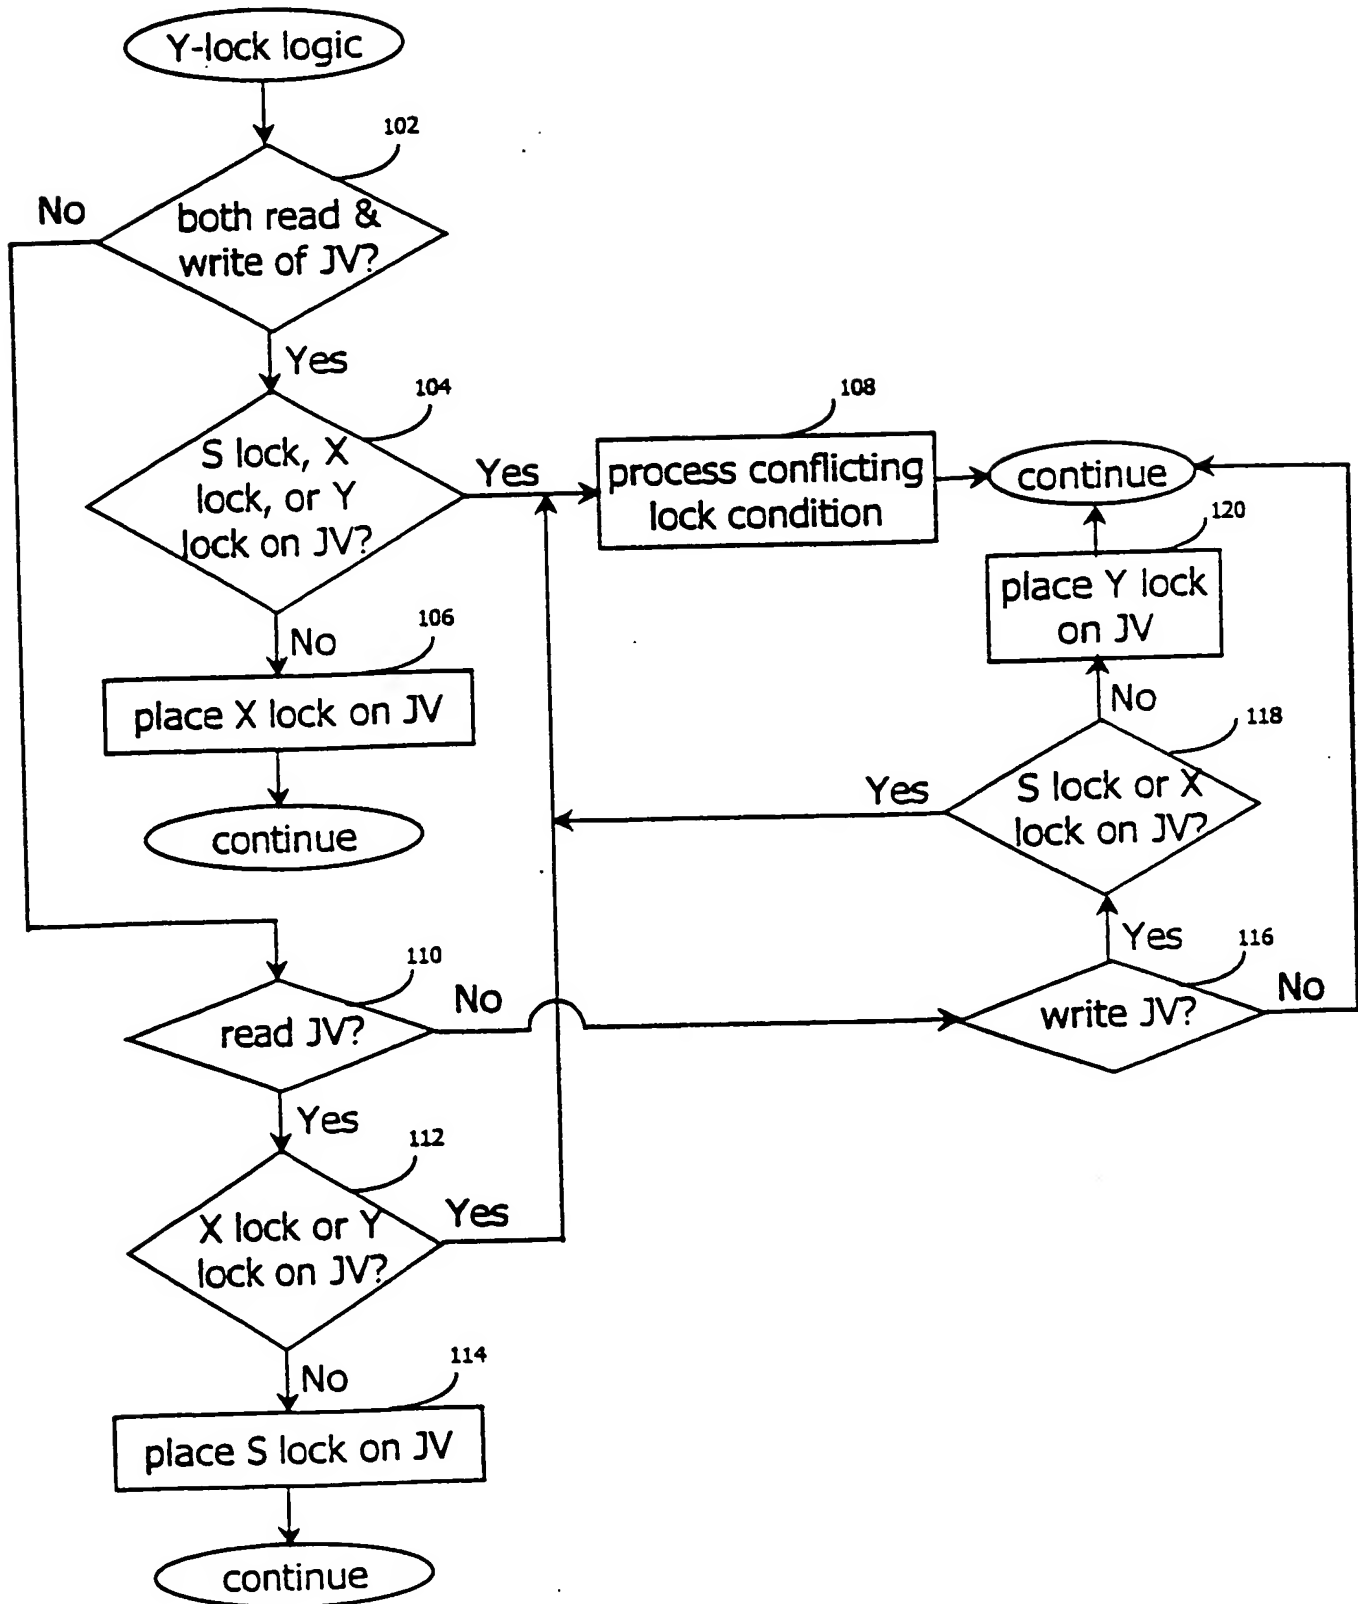 Y-lock logic
102
No
both read &
write of JV?
Yes
104
S lock, X
lock, or Y
lock on JV?
Yes
108
process conflicting
lock condition
continue
120
place Y lock
on JV
No
106
place X lock on JV
No
118
S lock or X
lock on JV?
Yes
continue
Yes
116
write JV?
No
110
read JV?
No
Yes
112
X lock or Y
lock on JV?
Yes
No
114
place S lock on JV
continue